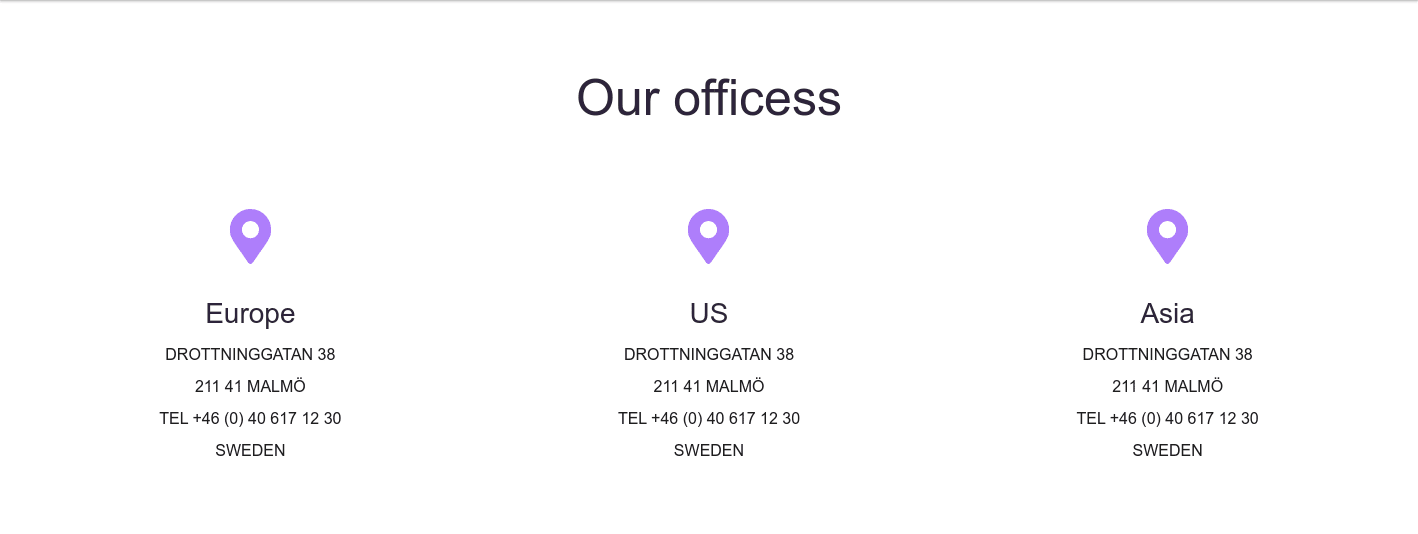 Our officess
Europe
DROTTNINGGATAN 38
211 41 MALMÖ
TEL +46 (0) 40 617 12 30
SWEDEN
US
DROTTNINGGATAN 38
211 41 MALMÖ
TEL +46 (0) 40 617 12 30
SWEDEN
Asia
DROTTNINGGATAN 38
211 41 MALMÖ
TEL +46 (0) 40 617 12 30
SWEDEN